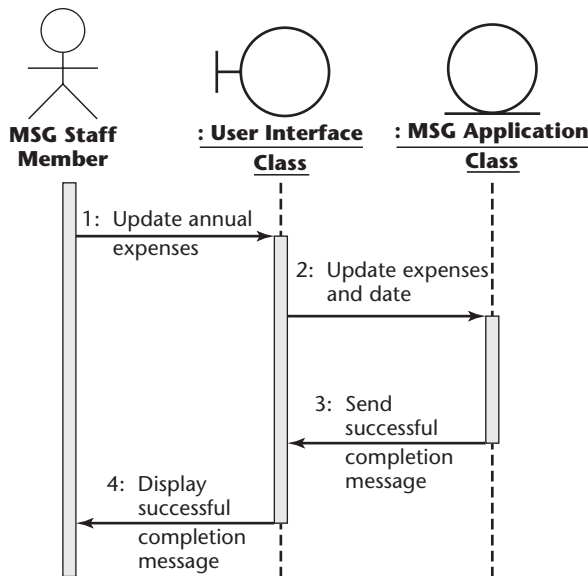 MSG Staff
Member
: User Interface
Class
: MSG Application
Class
1: Update annual
expenses
2: Update expenses
and date
3: Send
successful
completion
message
4: Display
successful
completion
message